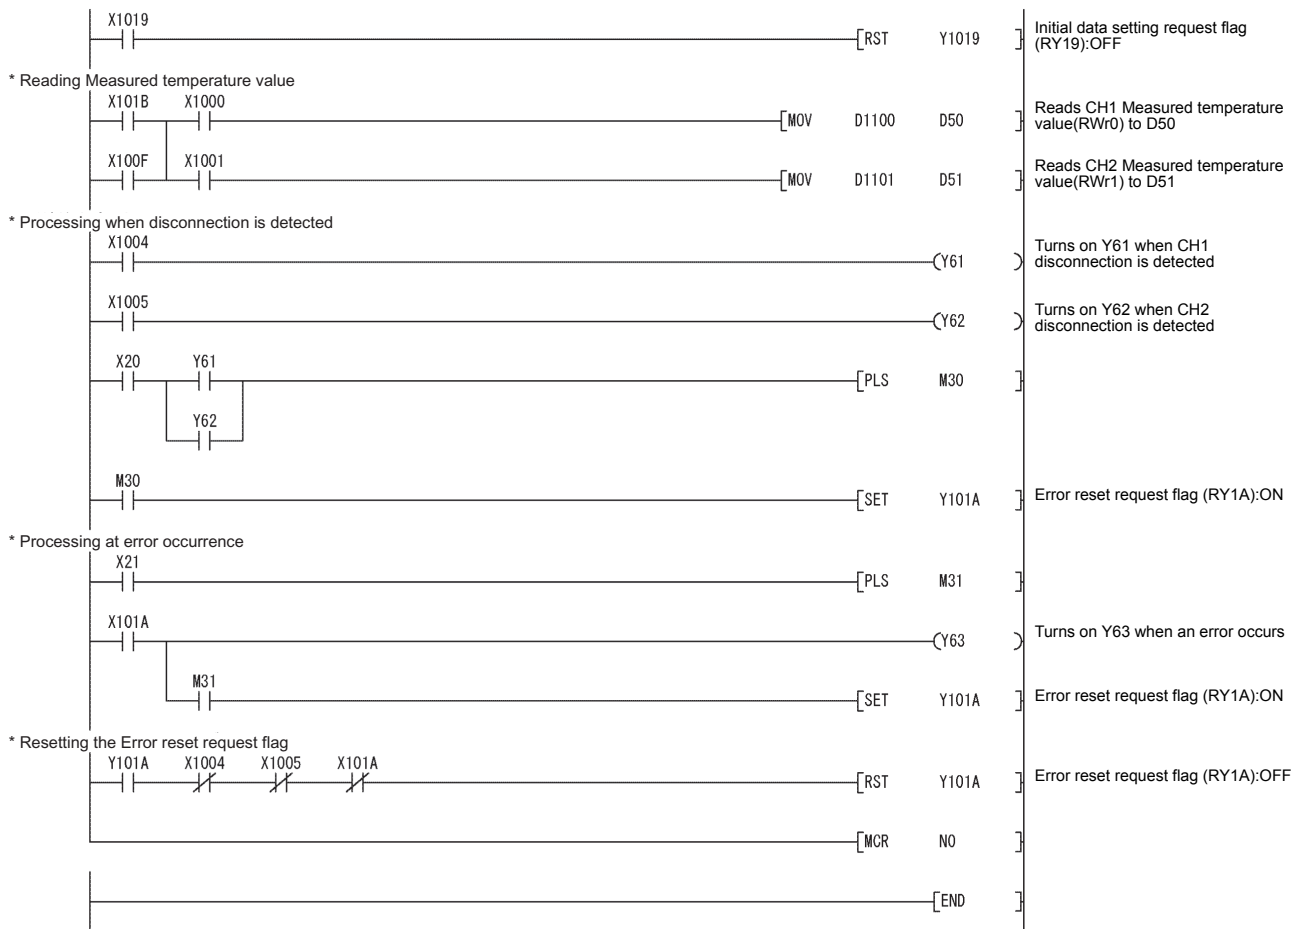 X1019
RST Y1019
Initial data setting request flag
(RY19):OFF
* Reading Measured temperature value
X101B X1000
MOV D1100 D50
Reads CH1 Measured temperature
value(RWr0) to D50
X100F X1001
MOV D1101 D51
Reads CH2 Measured temperature
value(RWr1) to D51
* Processing when disconnection is detected
X1004
Y61
Turns on Y61 when CH1
disconnection is detected
X1005
Y62
Turns on Y62 when CH2
disconnection is detected
X20 Y61
PLS M30
Y62
M30
SET Y101A
Error reset request flag (RY1A):ON
* Processing at error occurrence
X21
PLS M31
X101A
Y63
Turns on Y63 when an error occurs
M31
SET Y101A
Error reset request flag (RY1A):ON
* Resetting the Error reset request flag
Y101A X1004 X1005 X101A
RST Y101A
Error reset request flag (RY1A):OFF
MCR N0
END